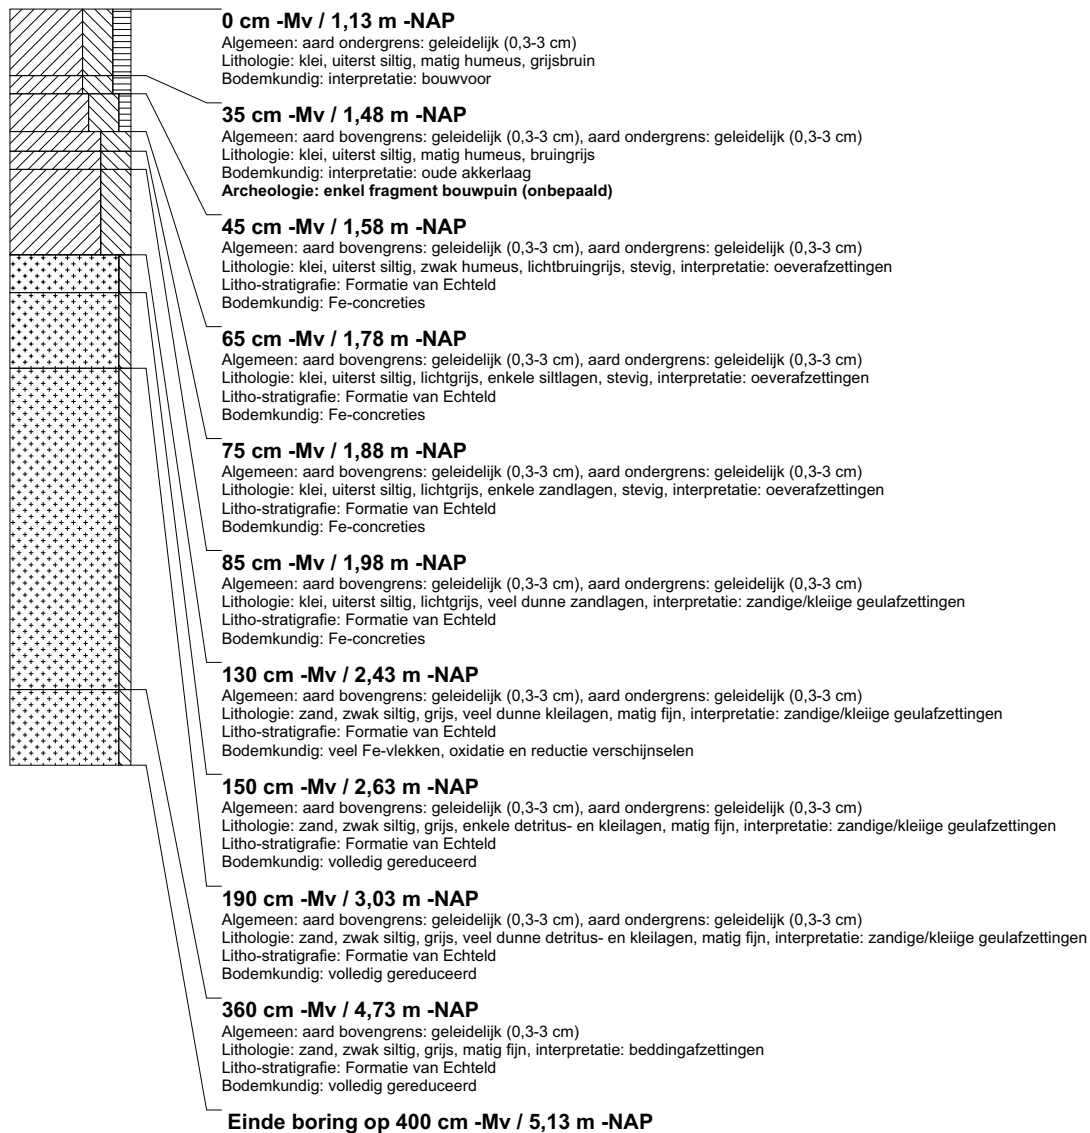 0 cm -Mv / 1,13 m -NAP
Algemeen: aard ondergrens: geleidelijk (0,3-3 cm)
Lithologie: klei, uiterst siltig, matig humeus, grijsbruin
Bodemkundig: interpretatie: bouwvoor
35 cm -Mv / 1,48 m -NAP
Algemeen: aard bovengrens: geleidelijk (0,3-3 cm), aard ondergrens: geleidelijk (0,3-3 cm)
Lithologie: klei, uiterst siltig, matig humeus, bruingrijs
Bodemkundig: interpretatie: oude akkerlaag
Archeologie: enkel fragment bouwpuin (onbepaald)
45 cm -Mv / 1,58 m -NAP
Algemeen: aard bovengrens: geleidelijk (0,3-3 cm), aard ondergrens: geleidelijk (0,3-3 cm)
Lithologie: klei, uiterst siltig, zwak humeus, lichtbruingrijs, stevig, interpretatie: oeverafzettingen
Litho-stratigrafie: Formatie van Echteld
Bodemkundig: Fe-concreties
65 cm -Mv / 1,78 m -NAP
Algemeen: aard bovengrens: geleidelijk (0,3-3 cm), aard ondergrens: geleidelijk (0,3-3 cm)
Lithologie: klei, uiterst siltig, lichtgrijs, enkele siltlagen, stevig, interpretatie: oeverafzettingen
Litho-stratigrafie: Formatie van Echteld
Bodemkundig: Fe-concreties
75 cm -Mv / 1,88 m -NAP
Algemeen: aard bovengrens: geleidelijk (0,3-3 cm), aard ondergrens: geleidelijk (0,3-3 cm)
Lithologie: klei, uiterst siltig, lichtgrijs, enkele zandlagen, stevig, interpretatie: oeverafzettingen
Litho-stratigrafie: Formatie van Echteld
Bodemkundig: Fe-concreties
85 cm -Mv / 1,98 m -NAP
Algemeen: aard bovengrens: geleidelijk (0,3-3 cm), aard ondergrens: geleidelijk (0,3-3 cm)
Lithologie: klei, uiterst siltig, lichtgrijs, veel dunne zandlagen, interpretatie: zandige/kleiige geulafzettingen
Litho-stratigrafie: Formatie van Echteld
Bodemkundig: Fe-concreties
130 cm -Mv / 2,43 m -NAP
Algemeen: aard bovengrens: geleidelijk (0,3-3 cm), aard ondergrens: geleidelijk (0,3-3 cm)
Lithologie: zand, zwak siltig, grijs, veel dunne kleilagen, matig fijn, interpretatie: zandige/kleiige geulafzettingen
Litho-stratigrafie: Formatie van Echteld
Bodemkundig: veel Fe-vlekken, oxidatie en reductie verschijnselen
150 cm -Mv / 2,63 m -NAP
Algemeen: aard bovengrens: geleidelijk (0,3-3 cm), aard ondergrens: geleidelijk (0,3-3 cm)
Lithologie: zand, zwak siltig, grijs, enkele detritus- en kleilagen, matig fijn, interpretatie: zandige/kleiige geulafzettingen
Litho-stratigrafie: Formatie van Echteld
Bodemkundig: volledig gereduceerd
190 cm -Mv / 3,03 m -NAP
Algemeen: aard bovengrens: geleidelijk (0,3-3 cm), aard ondergrens: geleidelijk (0,3-3 cm)
Lithologie: zand, zwak siltig, grijs, veel dunne detritus- en kleilagen, matig fijn, interpretatie: zandige/kleiige geulafzettingen
Litho-stratigrafie: Formatie van Echteld
Bodemkundig: volledig gereduceerd
360 cm -Mv / 4,73 m -NAP
Algemeen: aard bovengrens: geleidelijk (0,3-3 cm)
Lithologie: zand, zwak siltig, grijs, matig fijn, interpretatie: beddingafzettingen
Litho-stratigrafie: Formatie van Echteld
Bodemkundig: volledig gereduceerd
Einde boring op 400 cm -Mv / 5,13 m -NAP